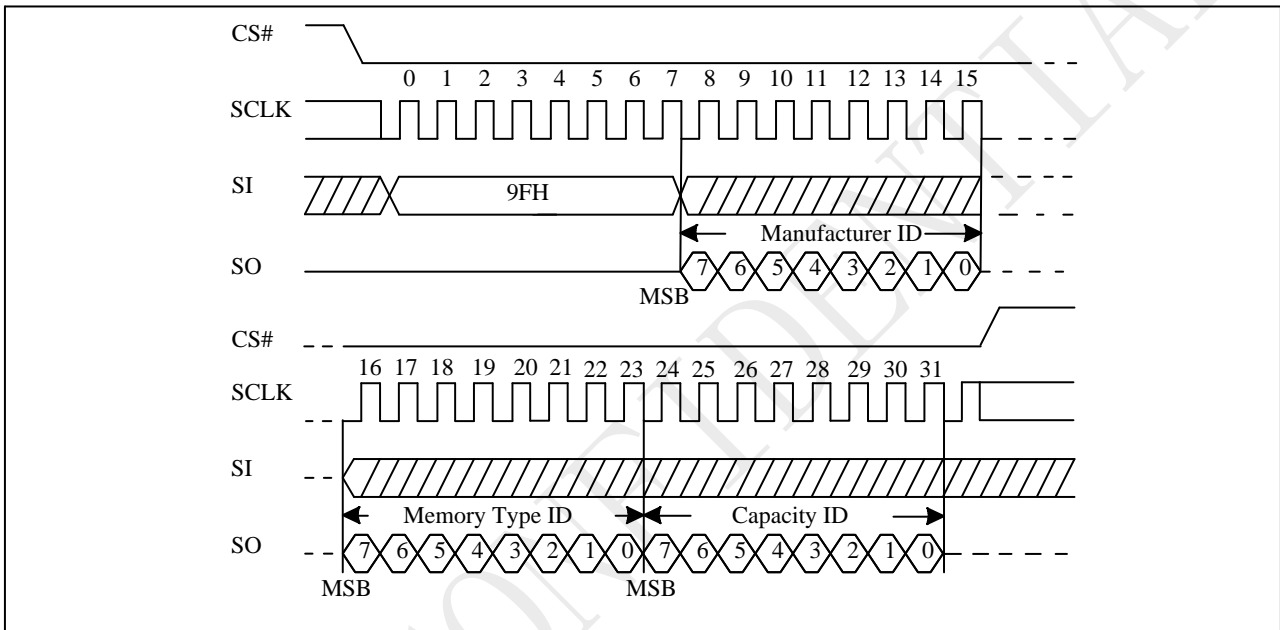 CS#
0 1 2 3 4 5 6 7 8 9 10 11 12 13 14 15
SCLK
SI 9FH
Manufacturer ID
SO 7 6 5 4 3 2 1 0
MSB
CS#
16 17 18 19 20 21 22 23 24 25 26 27 28 29 30 31
SCLK
SI
Memory Type ID Capacity ID
SO 7 6 5 4 3 2 1 0 7 6 5 4 3 2 1 0
MSB MSB
ONFIDENTIA